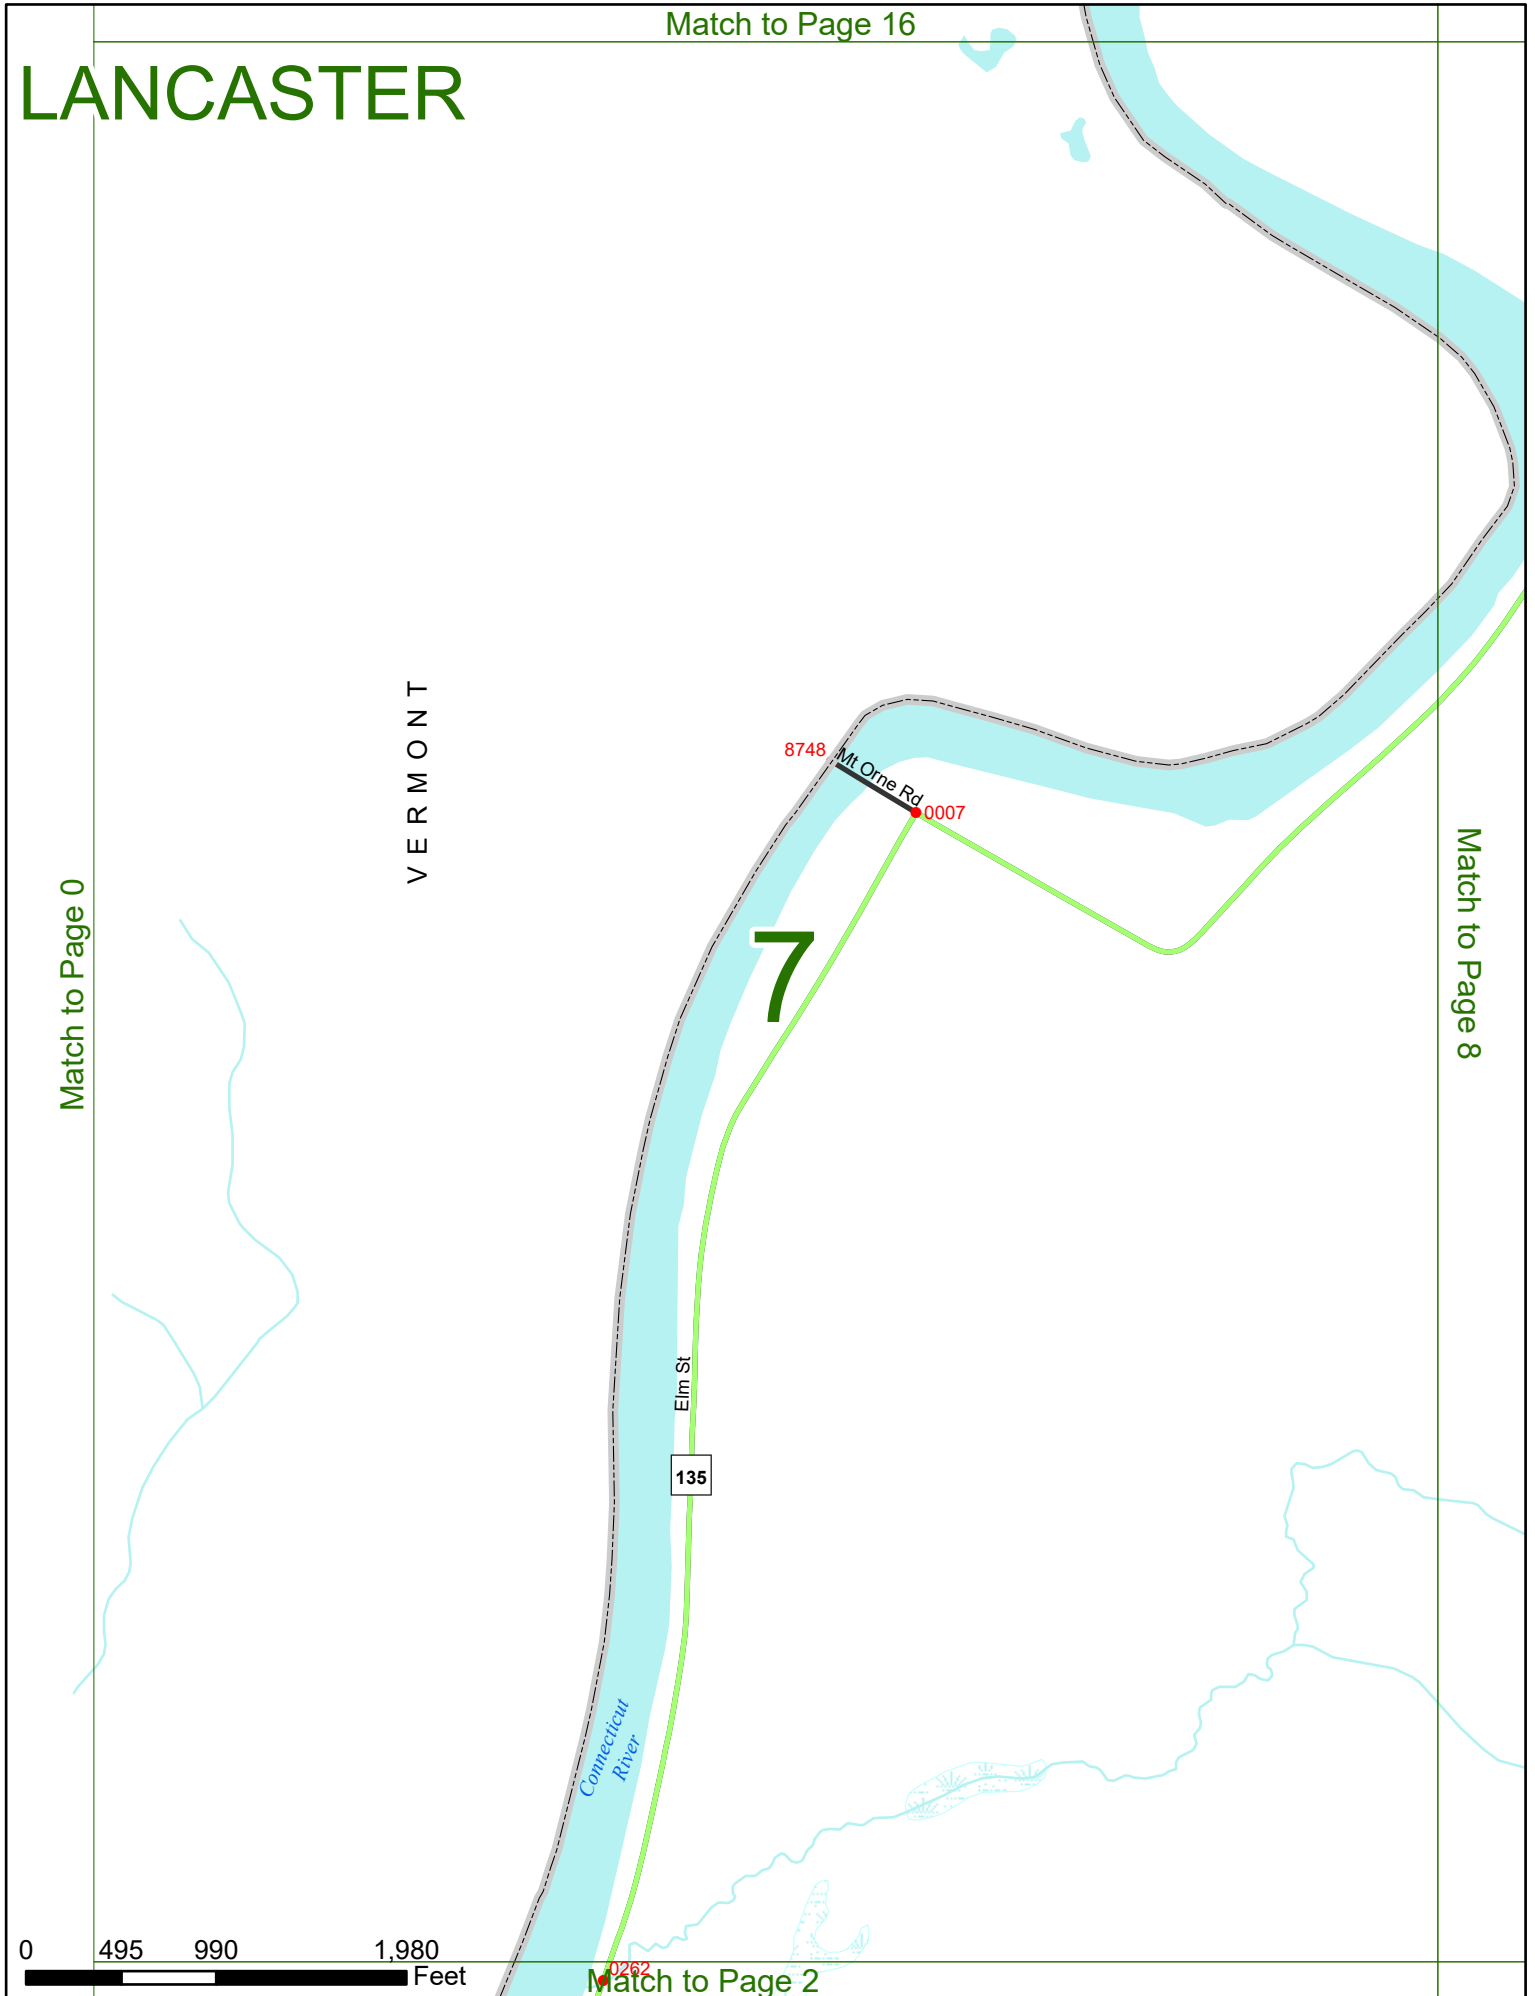 Match to Page 16
LANCASTER
VERMONT
8748
Mt Orne Rd
0007
Match to Page 0
7
Match to Page 8
Elm St
135
Connecticut
River
0 495 990 1,980
Feet
0262
Match to Page 2